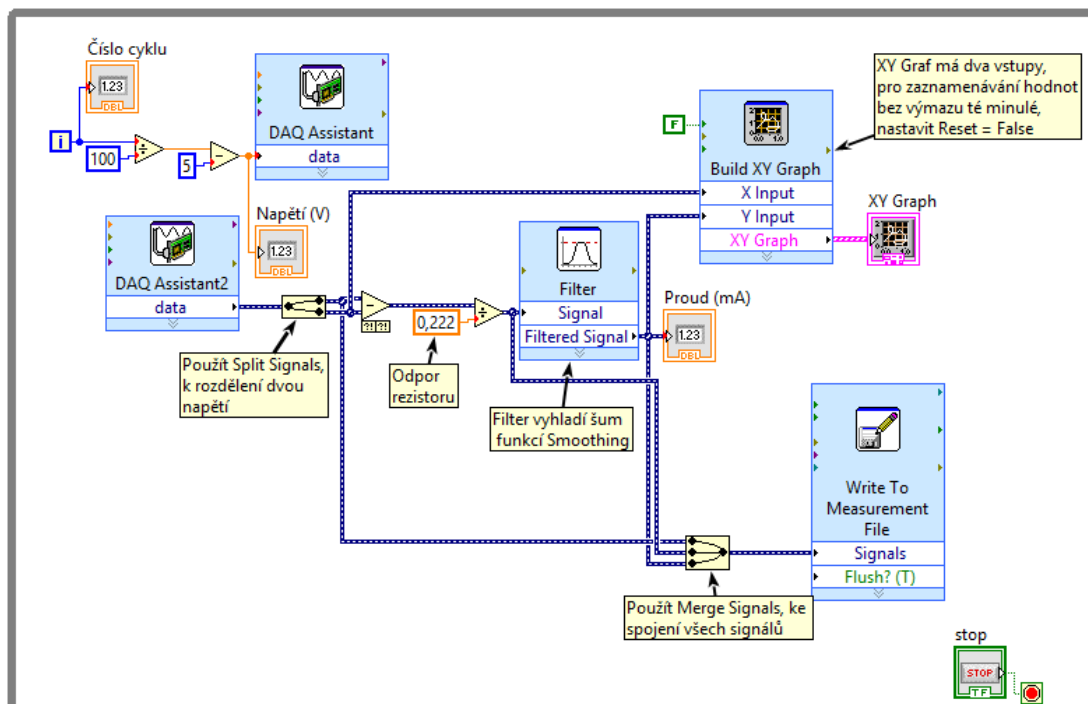 Číslo cyklu
1.23
DBL
i
100
5
DAQ Assistant
data
Napětí (V)
1.23
DBL
DAQ Assistant2
data
Použít Split Signals,
k rozdělení dvou
napětí
?! ?!
0,222
Odpor
rezistoru
Filter
Signal
Filtered Signal
Filter vyhladí šum
funkcí Smoothing
F
Build XY Graph
X Input
Y Input
XY Graph
XY Graf má dva vstupy,
pro zaznamenávání hodnot
bez výmazu té minulé,
nastavit Reset = False
XY Graph
Proud (mA)
1.23
DBL
Write To
Measurement
File
Signals
Flush? (T)
Použít Merge Signals, ke
spojení všech signálů
stop
STOP
TF